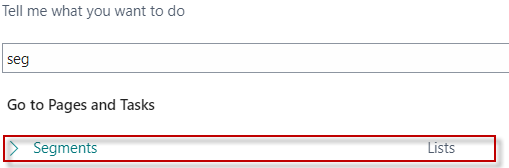 Tell me what you want to do
seg
Go to Pages and Tasks
Segments Lists